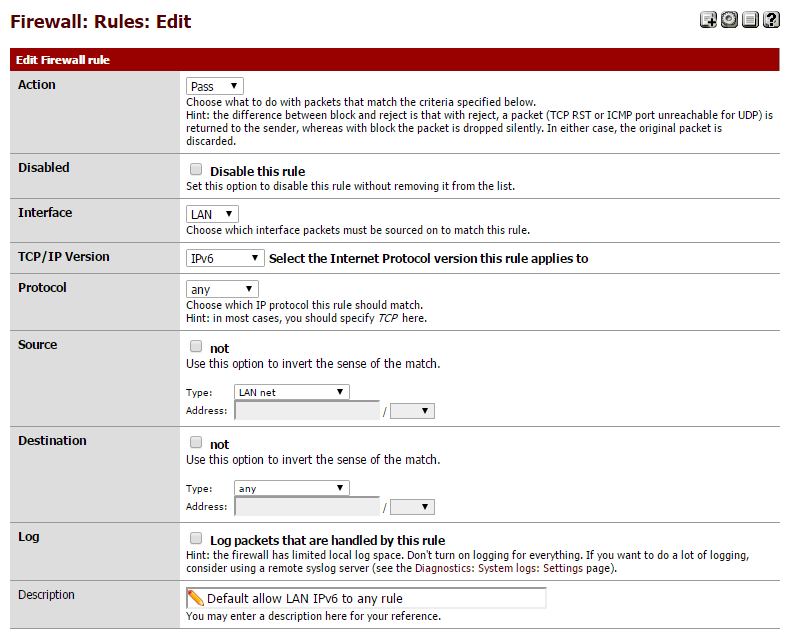 Firewall: Rules: Edit
Edit Firewall rule
Action
Pass
Choose what to do with packets that match the criteria specified below.
Hint: the difference between block and reject is that with reject, a packet (TCP RST or ICMP port unreachable for UDP) is
returned to the sender, whereas with block the packet is dropped silently. In either case, the original packet is
discarded.
Disabled
Disable this rule
Set this option to disable this rule without removing it from the list.
Interface
LAN
Choose which interface packets must be sourced on to match this rule.
TCP/IP Version
IPv6 Select the Internet Protocol version this rule applies to
Protocol
any
Choose which IP protocol this rule should match.
Hint: in most cases, you should specify TCP here.
Source
not
Use this option to invert the sense of the match.
Type: LAN net
Address: /
Destination
not
Use this option to invert the sense of the match.
Type: any
Address: /
Log
Log packets that are handled by this rule
Hint: the firewall has limited local log space. Don't turn on logging for everything. If you want to do a lot of logging,
consider using a remote syslog server (see the Diagnostics: System logs: Settings page).
Description
Default allow LAN IPv6 to any rule
You may enter a description here for your reference.